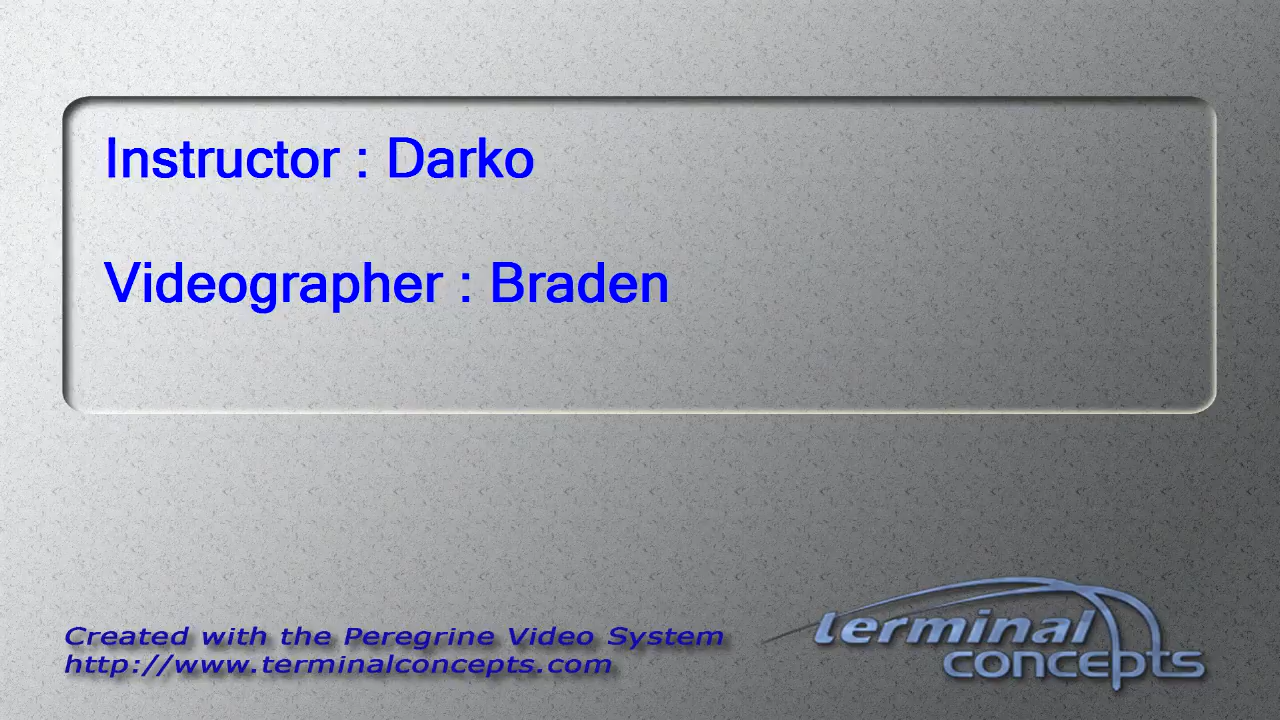 Instructor : Darko
Videographer : Braden
Created with the Peregrine Video System
http://www.terminalconcepts.com
terminal
concepts